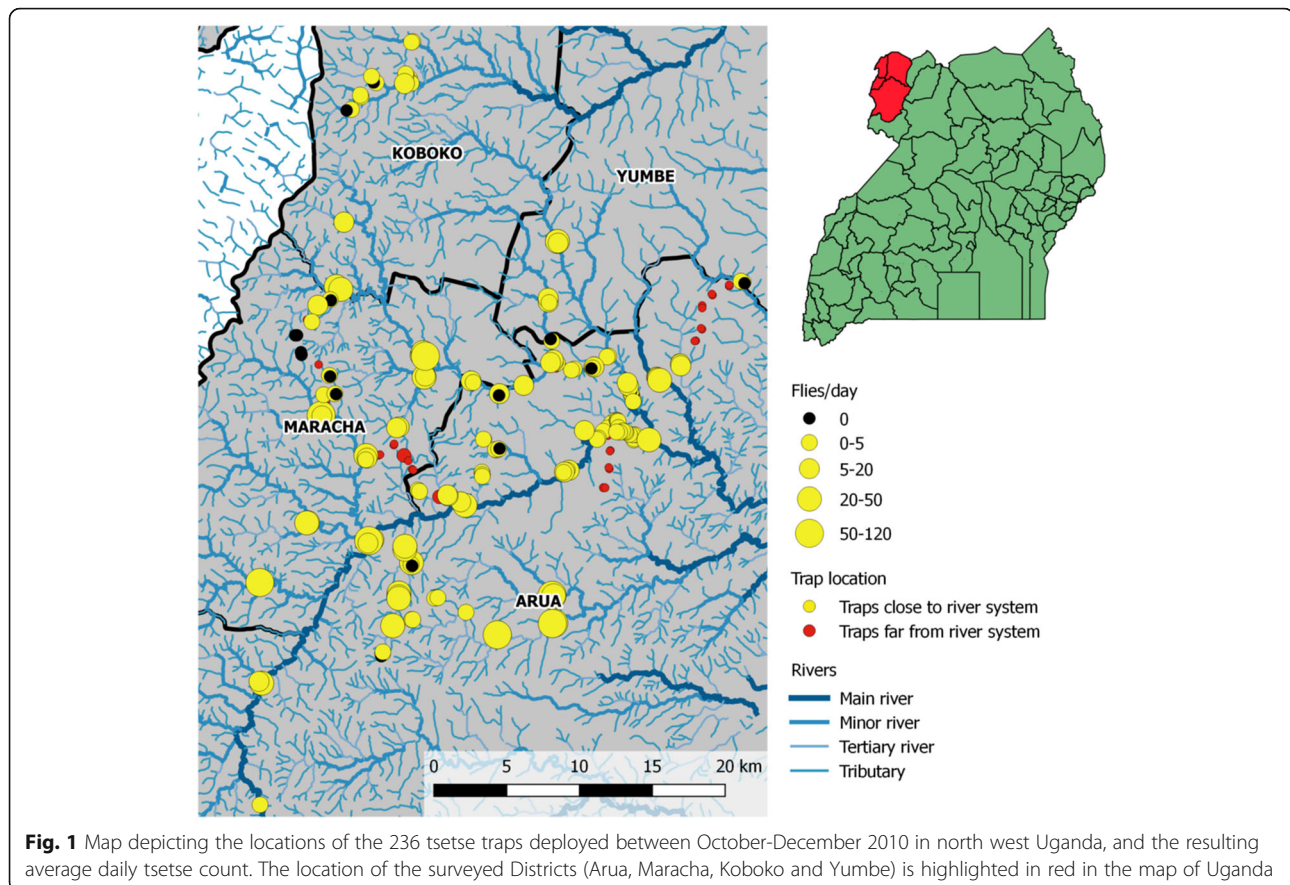 KOBOKO
YUMBE
MARACHA
ARUA
0 5 10 15 20 km
Flies/day
0
0-5
5-20
20-50
50-120
Trap location
Traps close to river system
Traps far from river system
Rivers
Main river
Minor river
Tertiary river
Tributary
Fig. 1 Map depicting the locations of the 236 tsetse traps deployed between October-December 2010 in north west Uganda, and the resulting
average daily tsetse count. The location of the surveyed Districts (Arua, Maracha, Koboko and Yumbe) is highlighted in red in the map of Uganda